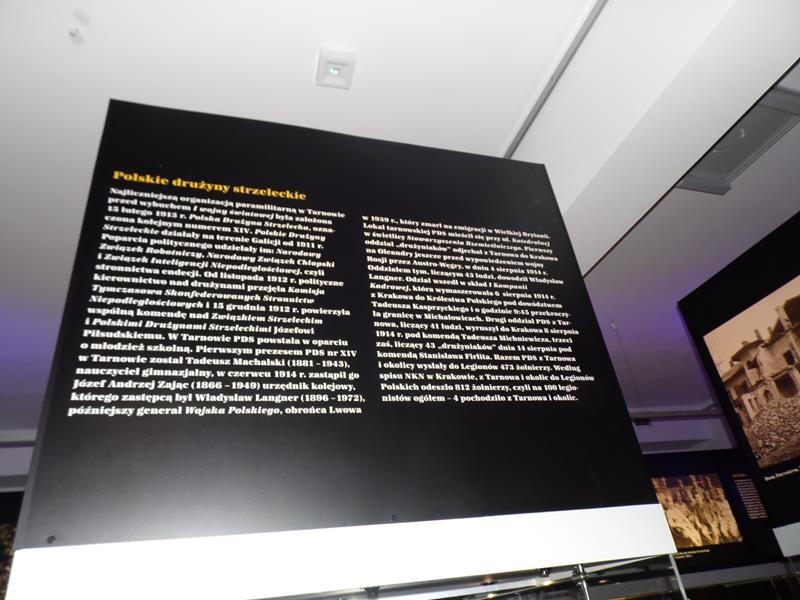 Polskie drużyny strzeleckie
Najliczniejszą organizacją paramilitarną w Tarnowie
przed wybuchem I wojny światowej była założona
15 lutego 1913 r. Polska Drużyna Strzelecka, ozna-
czona kolejnym numerem XIV. Polskie Drużyny
Strzeleckie działały na terenie Galicji od 1911 r.
Poparcia politycznego udzielały im: Narodowy
Związek Robotniczy, Narodowy Związek Chłopski
i Związek Inteligencji Niepodległościowej, czyli
stronnictwa endecji. Od listopada 1912 r. polityczne
kierownictwo nad drużynami przejęła Komisja
Tymczasowa Skonfederowanych Stronnictw
Niepodległościowych i 15 grudnia 1912 r. powierzyła
wspólną komendę nad Związkiem Strzeleckim
i Polskimi Drużynami Strzeleckimi Józefowi
Piłsudskiemu. W Tarnowie PDS powstała w oparciu
o młodzież szkolną. Pierwszym prezesem PDS nr XIV
w Tarnowie został Tadeusz Machalski (1881 –1943),
nauczyciel gimnazjalny, w czerwcu 1914 r. zastąpił go
Józef Andrzej Zając (1866 –1949) urzędnik kolejowy,
którego zastępcą był Władysław Langner (1896 –1972),
późniejszy generał Wojska Polskiego, obrońca Lwowa
w 1939 r., który zmarł na emigracji w Wielkiej Brytanii.
Lokal tarnowskiej PDS mieścił się przy ul. Katedralnej
w świetlicy Stowarzyszenia Rzemieślniczego. Pierwszy
oddział „drużyniaków" odjechał z Tarnowa do Krakowa
na Oleandry jeszcze przed wypowiedzeniem wojny
Rosji przez Austro-Węgry, w dniu 4 sierpnia 1914 r.
Oddziałem tym, liczącym 43 ludzi, dowodził Władysław
Langner. Odział wszedł w skład I Kompanii
Kadrowej, która wymaszerowała 6 sierpnia 1914 r.
z Krakowa do Królestwa Polskiego pod dowództwem
Tadeusza Kasprzyckiego i o godzinie 9:45 przekroczy-
ła granicę w Michałowicach. Drugi oddział PDS z Tar-
nowa, liczący 41 ludzi, wyruszył do Krakowa 8 sierpnia
1914 r. pod komendą Tadeusza Michniewicza, trzeci
zaś, liczący 43 „drużyniaków" dnia 14 sierpnia pod
komendą Stanisława Firlita. Razem PDS z Tarnowa
i okolicy wysłały do Legionów 473 żołnierzy. Według
spisu NKN w Krakowie, z Tarnowa i okolic do Legionów
Polskich odeszło 812 żołnierzy, czyli na 100 legio-
nistów ogółem – 4 pochodziło z Tarnowa i okolic.